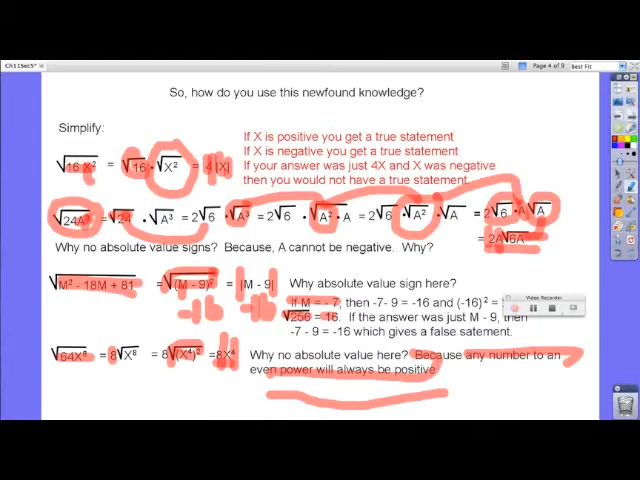 Ch11Sec5*
Page 4 of 9
Best Fit
So, how do you use this newfound knowledge?
Simplify:
√16X² = √16 · √X² = 4|X|
If X is positive you get a true statement
If X is negative you get a true statement
If your answer was just 4X and X was negative
then you would not have a true statement.
√24A³ = √24 · √A³ = 2√6 · √A³ = 2√6 · √A²·A = 2√6 · √A² · √A = 2√6 · A√A
= 2A√6A
Why no absolute value signs? Because, A cannot be negative. Why?
√M² - 18M + 81 = √(M - 9)² = |M - 9|
Why absolute value sign here?
If M = - 7, then -7- 9 = -16 and (-16)² =
√256 = 16. If the answer was just M - 9, then
-7 - 9 = -16 which gives a false satement.
Video Recorder
√64X⁸ = 8√X⁸ = 8√(X⁴)² = 8X⁴
Why no absolute value here? Because any number to an
even power will always be positive